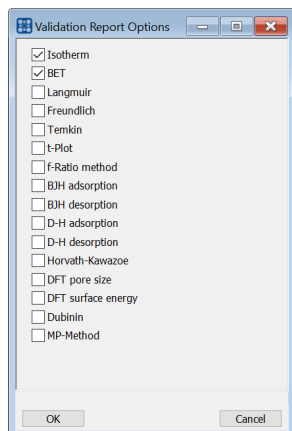 Validation Report Options
Isotherm
BET
Langmuir
Freundlich
Temkin
t-Plot
f-Ratio method
BJH adsorption
BJH desorption
D-H adsorption
D-H desorption
Horvath-Kawazoe
DFT pore size
DFT surface energy
Dubinin
MP-Method
OK Cancel